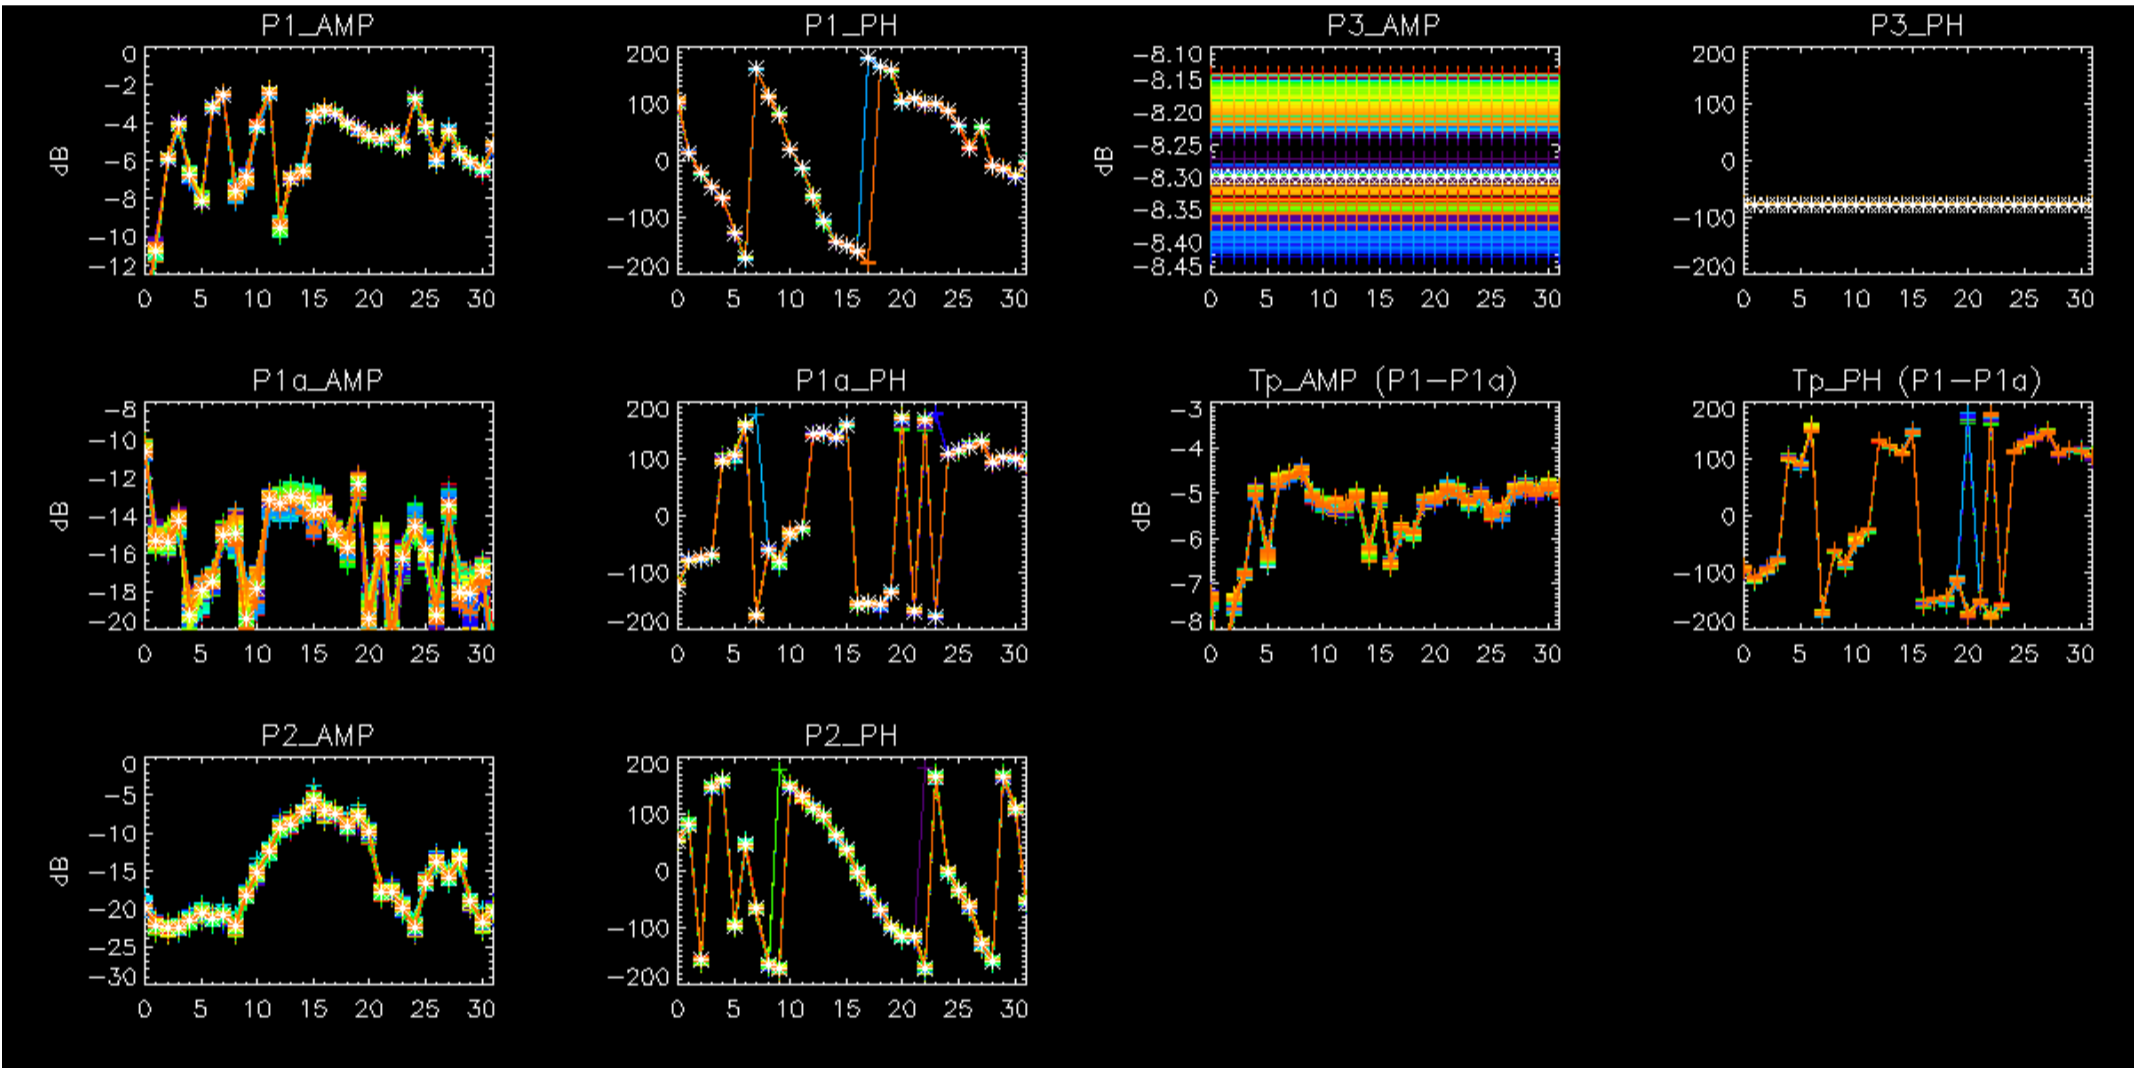 P1_AMP
P1_PH
P3_AMP
P3_PH
dB
0
−2
−4
−6
−8
−10
−12
0 5 10 15 20 25 30
200
100
0
−100
−200
0 5 10 15 20 25 30
dB
−8.10
−8.15
−8.20
−8.25
−8.30
−8.35
−8.40
−8.45
0 5 10 15 20 25 30
200
100
0
−100
−200
0 5 10 15 20 25 30
P1a_AMP
P1a_PH
Tp_AMP (P1−P1a)
Tp_PH (P1−P1a)
dB
−8
−10
−12
−14
−16
−18
−20
0 5 10 15 20 25 30
200
100
0
−100
−200
0 5 10 15 20 25 30
dB
−3
−4
−5
−6
−7
−8
0 5 10 15 20 25 30
200
100
0
−100
−200
0 5 10 15 20 25 30
P2_AMP
P2_PH
dB
0
−5
−10
−15
−20
−25
−30
0 5 10 15 20 25 30
200
100
0
−100
−200
0 5 10 15 20 25 30